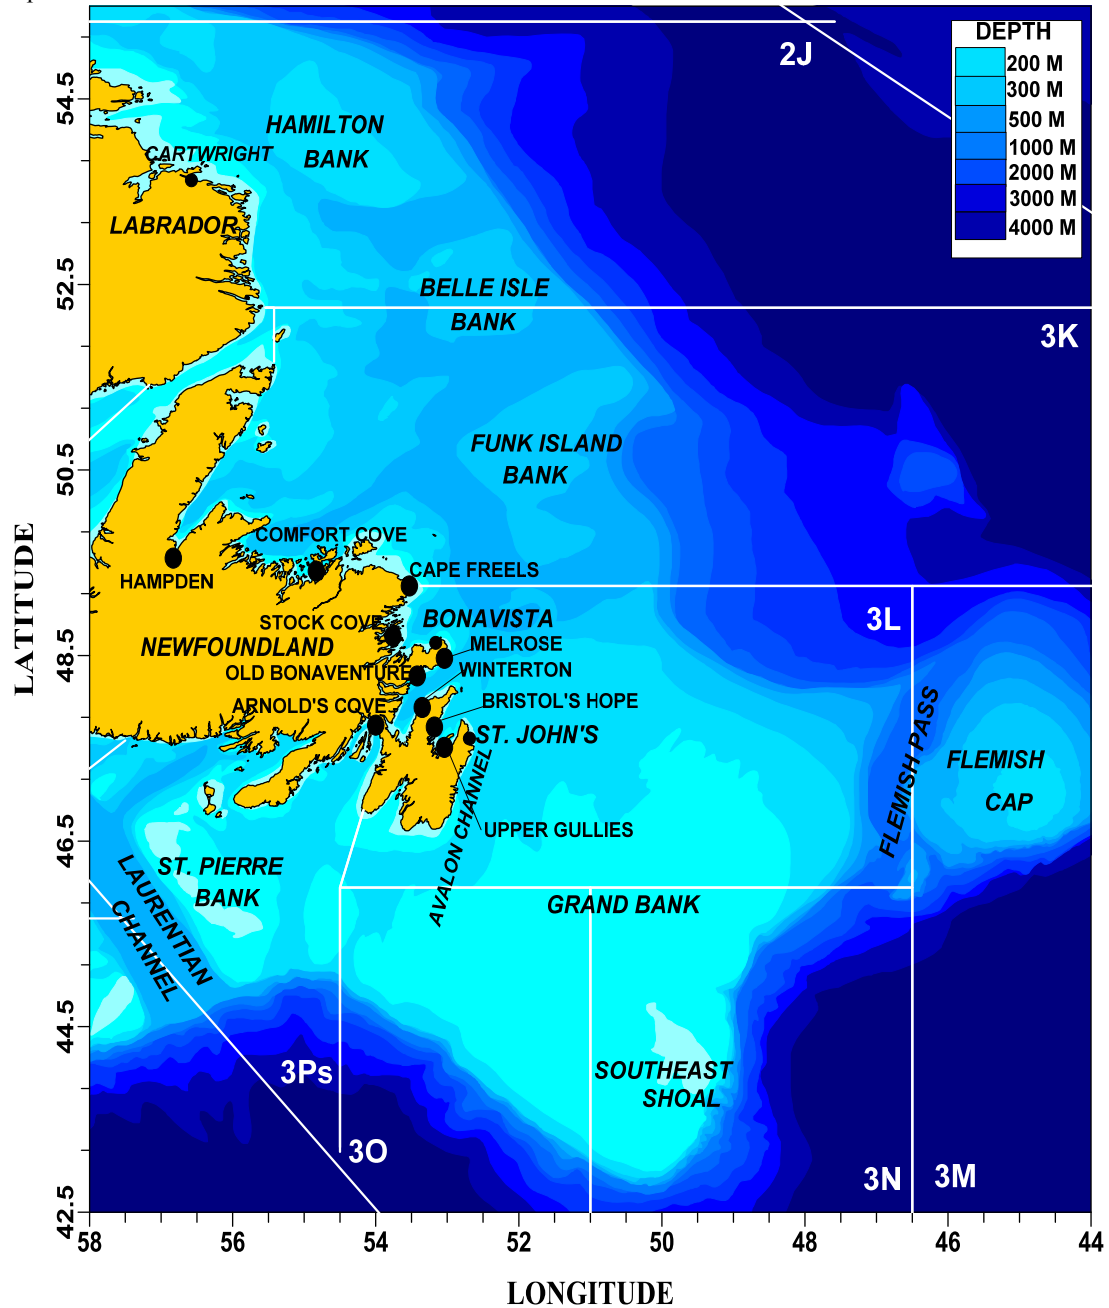 DEPTH
200 M
300 M
500 M
1000 M
2000 M
3000 M
4000 M
2J
54.5
HAMILTON
BANK
CARTWRIGHT
LABRADOR
52.5
BELLE ISLE
BANK
3K
FUNK ISLAND
BANK
50.5
COMFORT COVE
HAMPDEN
CAPE FREELS
STOCK COVE
BONAVISTA
3L
NEWFOUNDLAND
MELROSE
48.5
OLD BONAVENTURE
WINTERTON
ARNOLD'S COVE
BRISTOL'S HOPE
ST. JOHN'S
FLEMISH PASS
FLEMISH
CAP
AVALON CHANNEL
UPPER GULLIES
46.5
ST. PIERRE
BANK
LAURENTIAN
CHANNEL
GRAND BANK
44.5
SOUTHEAST
SHOAL
3Ps
3O
3N
3M
42.5
LATITUDE
58
56
54
52
50
48
46
44
LONGITUDE